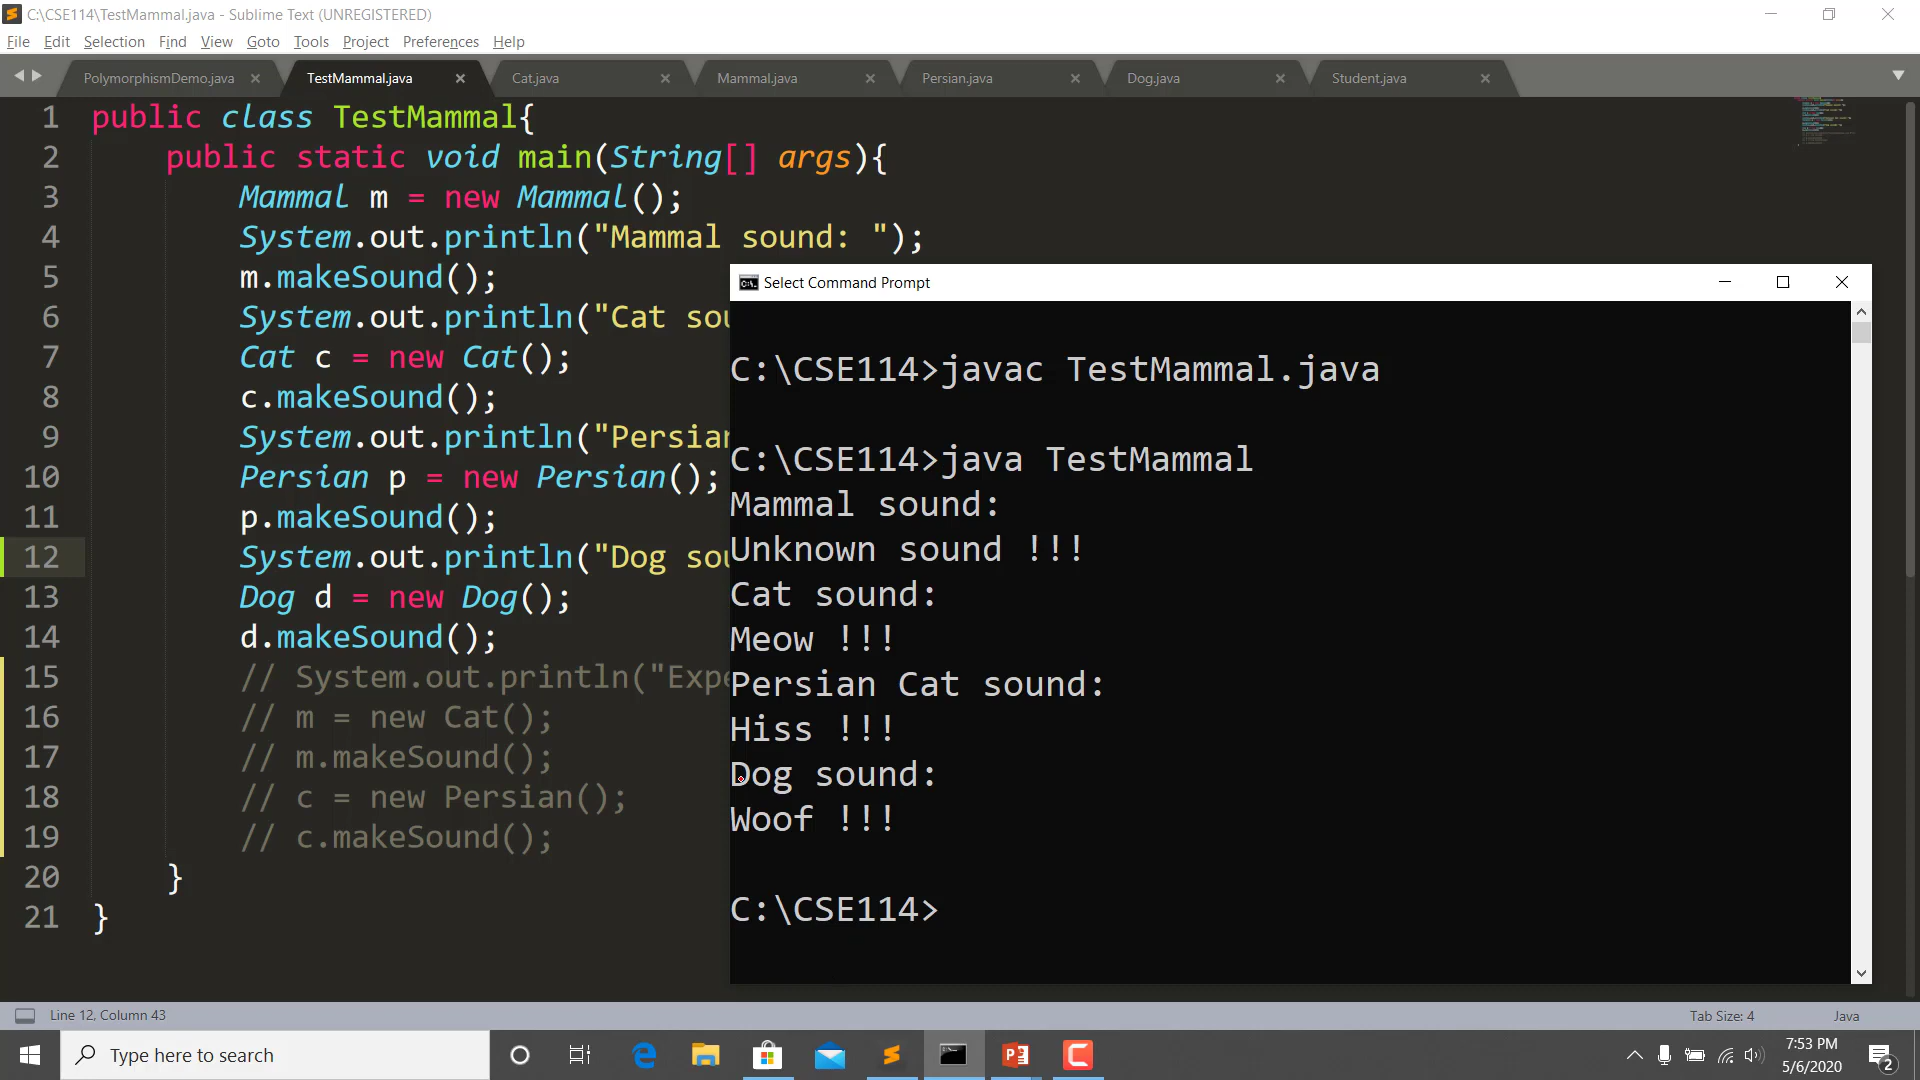 C:\CSE114\TestMammal.java - Sublime Text (UNREGISTERED)
File Edit Selection Find View Goto Tools Project Preferences Help
PolymorphismDemo.java TestMammal.java Cat.java Mammal.java Persian.java Dog.java Student.java
1 public class TestMammal{
2 public static void main(String[] args){
3 Mammal m = new Mammal();
4 System.out.println("Mammal sound: ");
5 m.makeSound();
6 System.out.println("Cat sou
7 Cat c = new Cat();
8 c.makeSound();
9 System.out.println("Persian
10 Persian p = new Persian();
11 p.makeSound();
12 System.out.println("Dog sou
13 Dog d = new Dog();
14 d.makeSound();
15 // System.out.println("Expe
16 // m = new Cat();
17 // m.makeSound();
18 // c = new Persian();
19 // c.makeSound();
20 }
21 }
Select Command Prompt
C:\CSE114>javac TestMammal.java
C:\CSE114>java TestMammal
Mammal sound:
Unknown sound !!!
Cat sound:
Meow !!!
Persian Cat sound:
Hiss !!!
Dog sound:
Woof !!!
C:\CSE114>
Line 12, Column 43
Tab Size: 4 Java
Type here to search
7:53 PM
5/6/2020
2